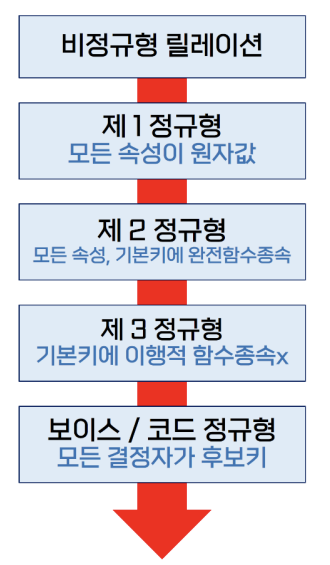 비정규형 릴레이션
제 1 정규형
모든 속성이 원자값
제 2 정규형
모든 속성, 기본키에 완전함수종속
제 3 정규형
기본키에 이행적 함수종속x
보이스 / 코드 정규형
모든 결정자가 후보키